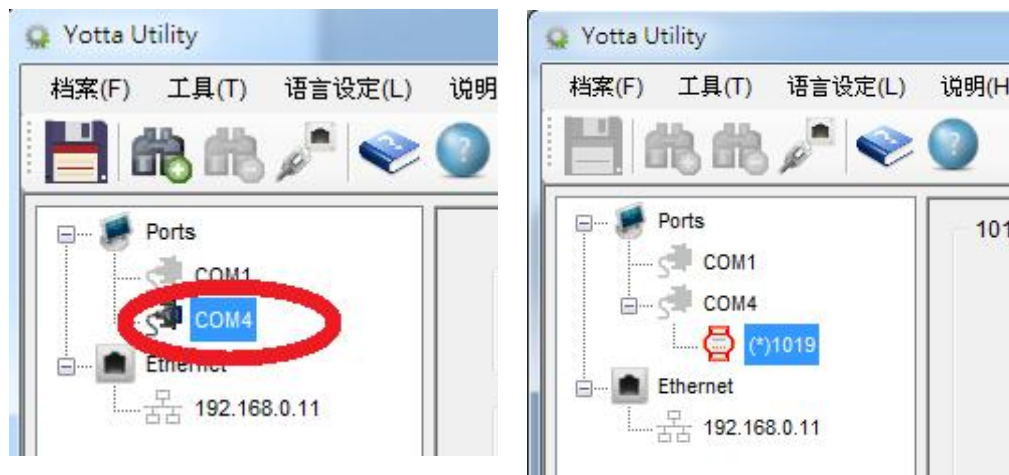 Yotta Utility
档案(F) 工具(T) 语言设定(L) 说明
Ports
COM1
COM4
Ethernet
192.168.0.11
Yotta Utility
档案(F) 工具(T) 语言设定(L) 说明(H
Ports
101
COM1
COM4
(*)1019
Ethernet
192.168.0.11